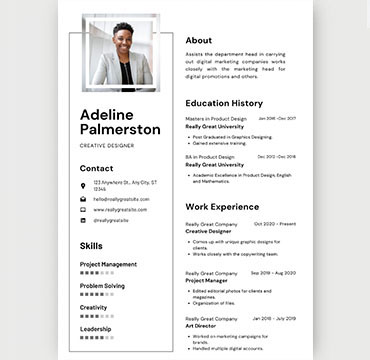 Adeline
Palmerston
CREATIVE DESIGNER
Contact
123 Anywhere St., Any City, ST
12345
hello@reallygreatsite.com
www.reallygreatsite.com
@reallygreatsite
Skills
Project Management
Problem Solving
Creativity
Leadership
About
Assists the department head in carrying
out digital marketing companies works
closely with the marketing head for
digital promotions and others.
Education History
Masters in Product Design Jan 2016 -Dec 2017
Really Great University
• Post Graduated in Graphics Designing.
• Gained extensive training.
BA in Product Design Dec 2012 -Dec 2016
Really Great University
• Academic Excellence in Product Design, English
and Mathematics.
Work Experience
Really Great Company Oct 2020 - Present
Creative Designer
• Comes up with unique graphic designs for
clients.
• Works closely with the copywriting team.
Really Great Company Sep 2019 - Aug 2020
Project Manager
• Edited editorial photos for clients and
magazines.
• Organization of files.
Really Great Company Jan 2018 - July 2019
Art Director
• Worked on marketing campaigns for
brands.
• Handled multiple digital accounts.